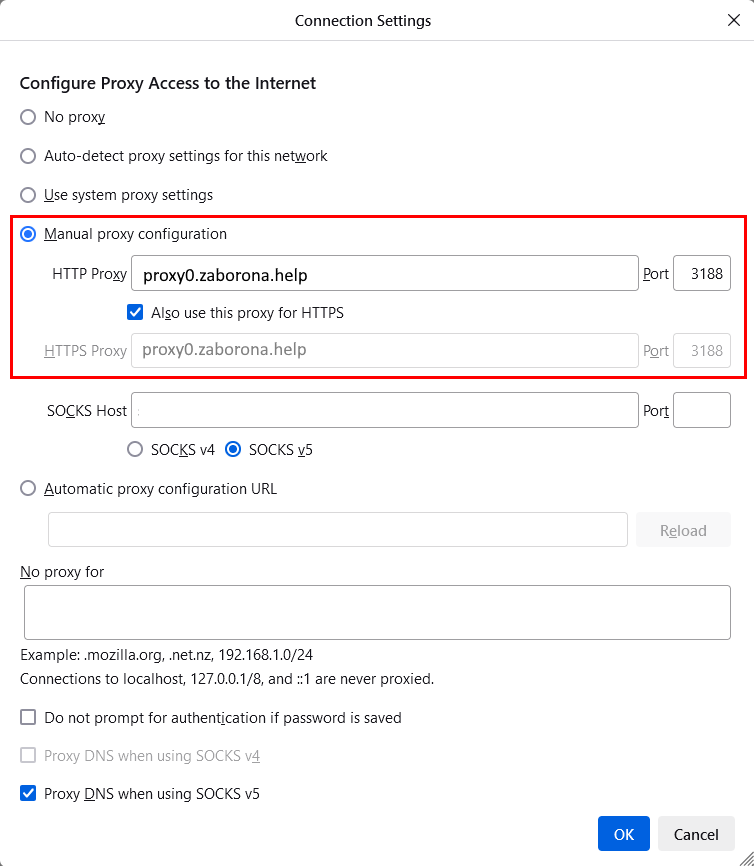 Connection Settings
Configure Proxy Access to the Internet
No proxy
Auto-detect proxy settings for this network
Use system proxy settings
Manual proxy configuration
HTTP Proxy proxy0.zaborona.help Port 3188
Also use this proxy for HTTPS
HTTPS Proxy proxy0.zaborona.help Port 3188
SOCKS Host Port
SOCKS v4 SOCKS v5
Automatic proxy configuration URL
Reload
No proxy for
Example: .mozilla.org, .net.nz, 192.168.1.0/24
Connections to localhost, 127.0.0.1/8, and ::1 are never proxied.
Do not prompt for authentication if password is saved
Proxy DNS when using SOCKS v4
Proxy DNS when using SOCKS v5
OK Cancel